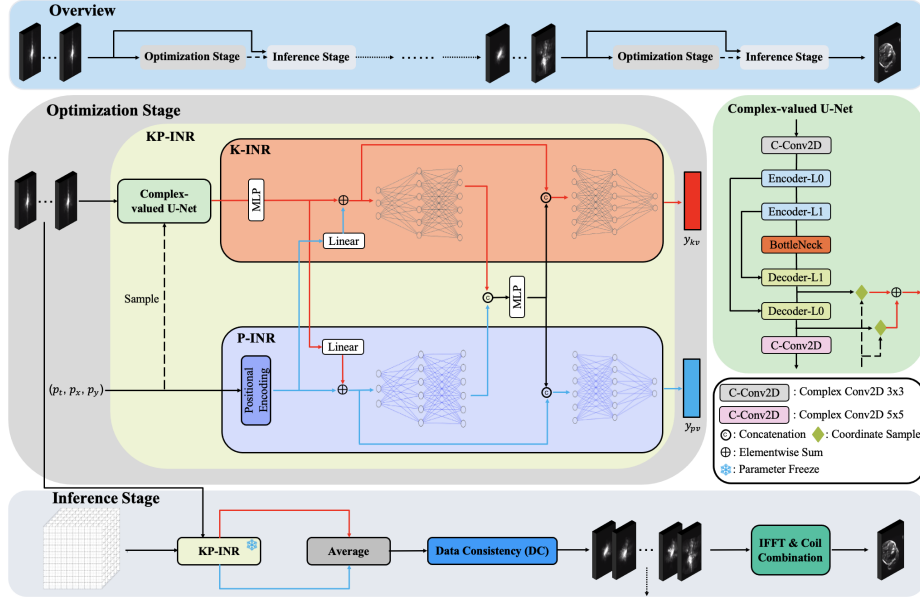 Overview
Optimization Stage
Inference Stage
Optimization Stage
Inference Stage
Optimization Stage
KP-INR
K-INR
Complex-
valued U-Net
MLP
Linear
C
y_kv
Sample
C
MLP
P-INR
(p_t, p_x, p_y)
Positional
Encoding
Linear
C
y_pv
Complex-valued U-Net
C-Conv2D
Encoder-L0
Encoder-L1
BottleNeck
Decoder-L1
Decoder-L0
C-Conv2D
C-Conv2D : Complex Conv2D 3x3
C-Conv2D : Complex Conv2D 5x5
C : Concatenation : Coordinate Sample
: Elementwise Sum
: Parameter Freeze
Inference Stage
KP-INR
Average
Data Consistency (DC)
IFFT & Coil
Combination